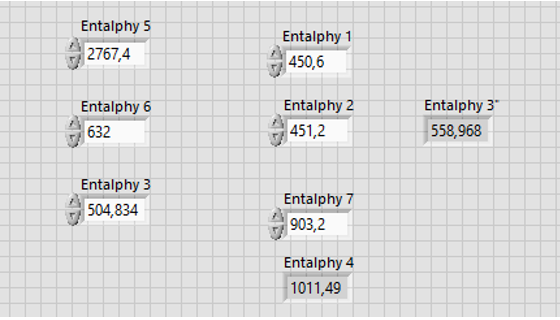 Entalphy 5
2767,4
Entalphy 1
450,6
Entalphy 6
632
Entalphy 2
451,2
Entalphy 3"
558,968
Entalphy 3
504,834
Entalphy 7
903,2
Entalphy 4
1011,49